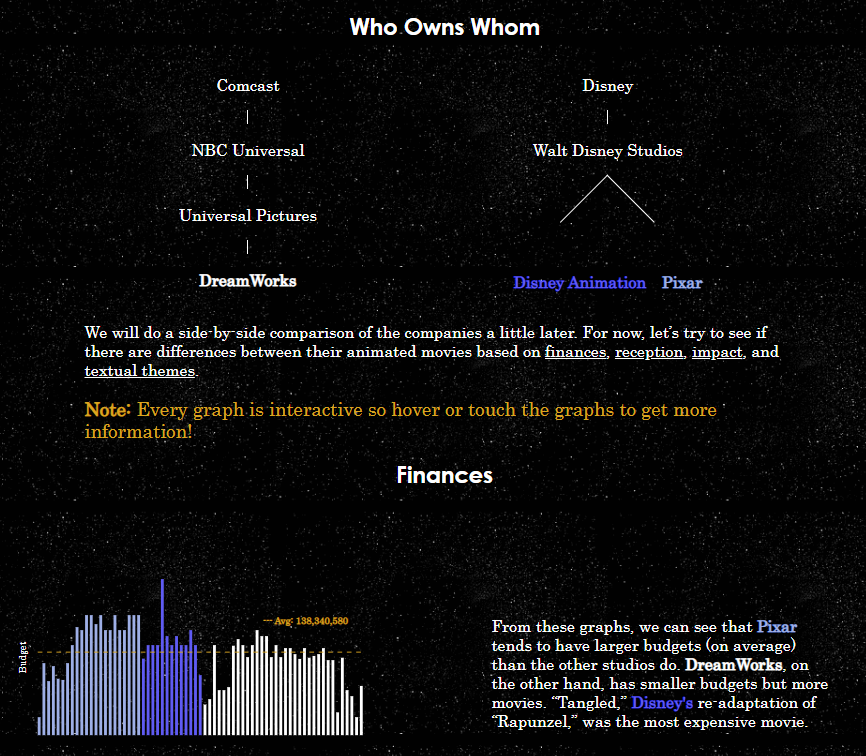 Who Owns Whom
Comcast
Disney
NBC Universal
Walt Disney Studios
Universal Pictures
DreamWorks
Disney Animation Pixar
We will do a side-by-side comparison of the companies a little later. For now, let's try to see if
there are differences between their animated movies based on finances, reception, impact, and
textual themes.
Note: Every graph is interactive so hover or touch the graphs to get more
information!
Finances
Budget
--- Avg: 138,340,580
From these graphs, we can see that Pixar
tends to have larger budgets (on average)
than the other studios do. DreamWorks, on
the other hand, has smaller budgets but more
movies. “Tangled,” Disney's re-adaptation of
“Rapunzel,” was the most expensive movie.